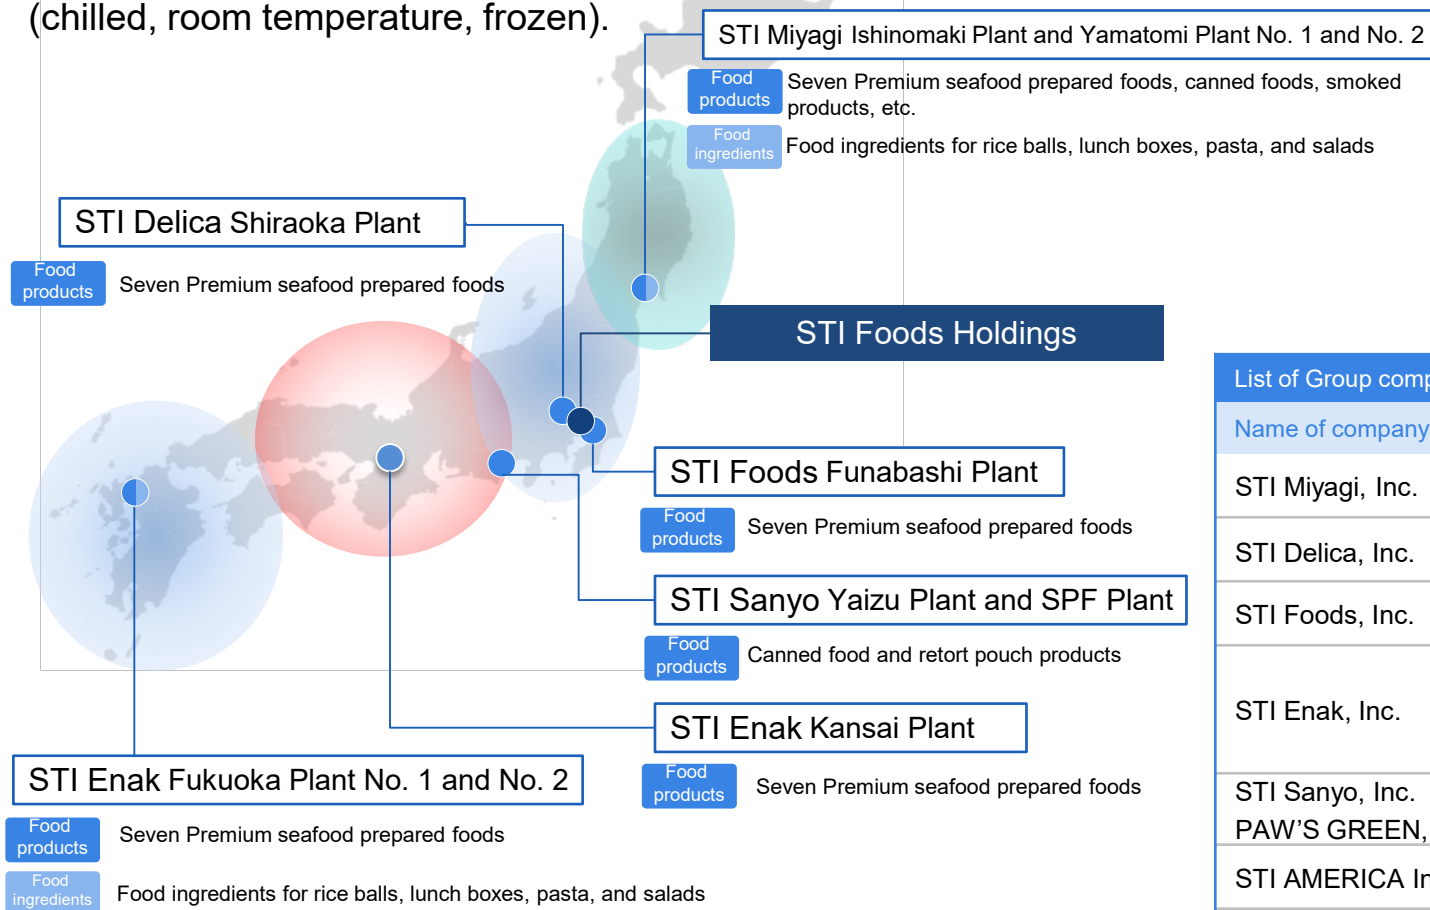 (chilled, room temperature, frozen).
STI Miyagi Ishinomaki Plant and Yamatomi Plant No. 1 and No. 2
Food
products
Seven Premium seafood prepared foods, canned foods, smoked
products, etc.
Food
ingredients
Food ingredients for rice balls, lunch boxes, pasta, and salads
STI Delica Shiraoka Plant
Food
products
Seven Premium seafood prepared foods
STI Foods Holdings
STI Foods Funabashi Plant
Food
products
Seven Premium seafood prepared foods
STI Sanyo Yaizu Plant and SPF Plant
Food
products
Canned food and retort pouch products
STI Enak Kansai Plant
Food
products
Seven Premium seafood prepared foods
STI Enak Fukuoka Plant No. 1 and No. 2
Food
products
Seven Premium seafood prepared foods
Food
ingredients
Food ingredients for rice balls, lunch boxes, pasta, and salads
List of Group comp
Name of company
STI Miyagi, Inc.
STI Delica, Inc.
STI Foods, Inc.
STI Enak, Inc.
STI Sanyo, Inc.
PAW'S GREEN,
STI AMERICA In